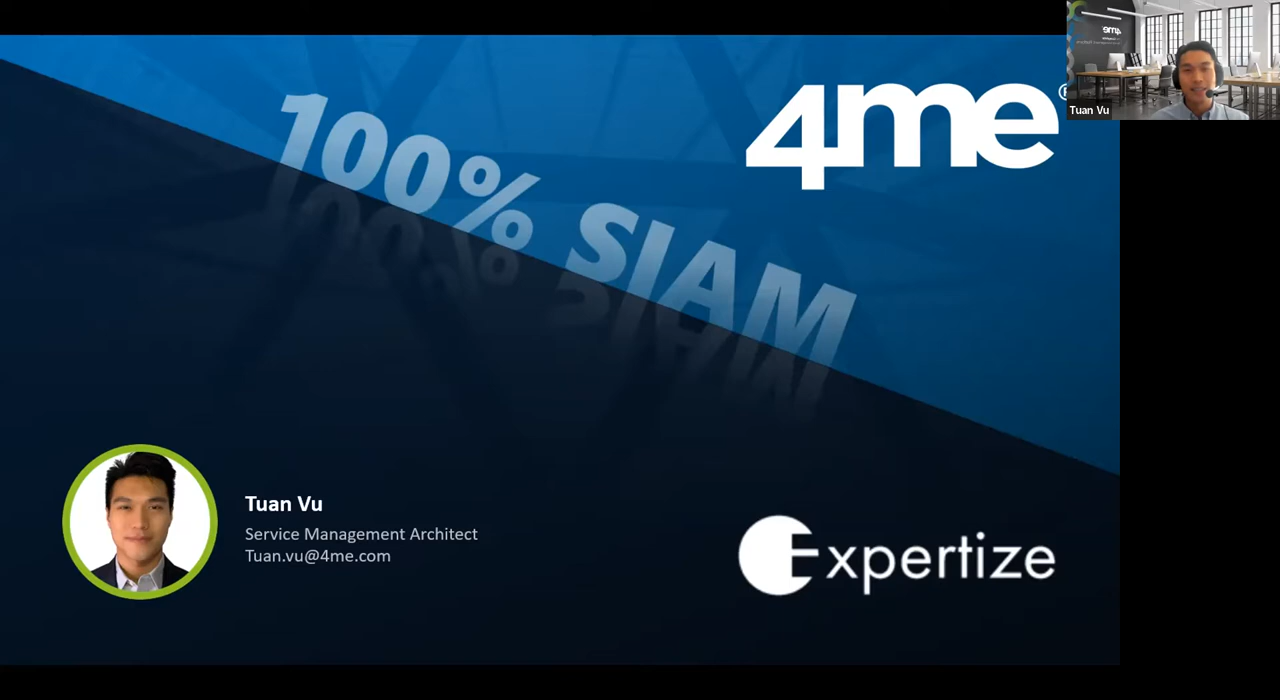 100% SIAM
4me®
Tuan Vu
Tuan Vu
Service Management Architect
Tuan.vu@4me.com
Expertize